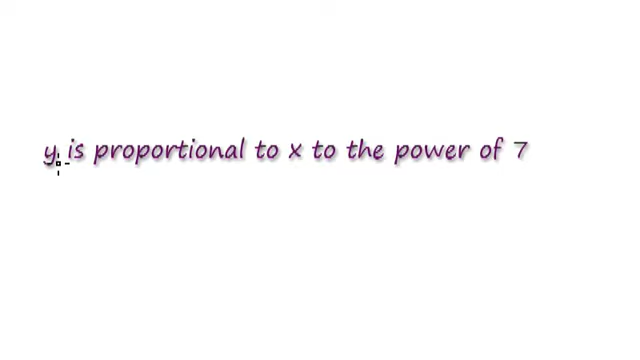 y is proportional to x to the power of 7